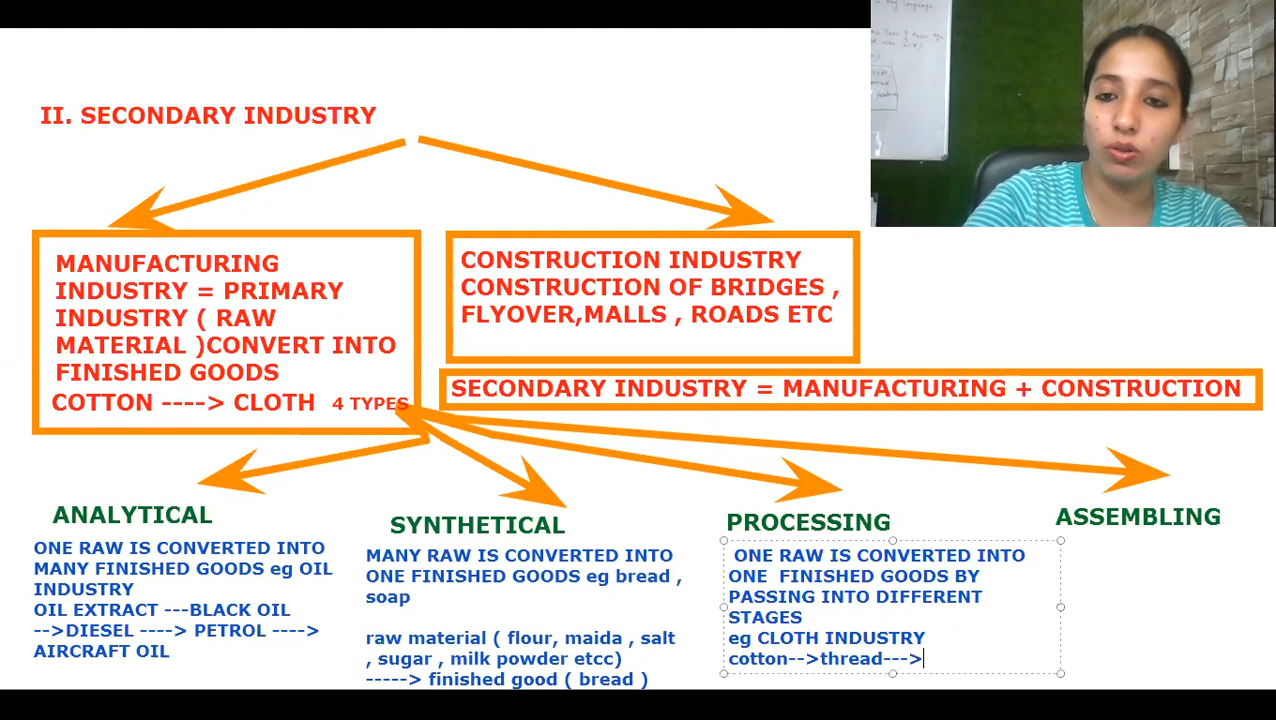 II. SECONDARY INDUSTRY
MANUFACTURING
INDUSTRY = PRIMARY
INDUSTRY ( RAW
MATERIAL )CONVERT INTO
FINISHED GOODS
COTTON ----> CLOTH 4 TYPES
CONSTRUCTION INDUSTRY
CONSTRUCTION OF BRIDGES ,
FLYOVER,MALLS , ROADS ETC
SECONDARY INDUSTRY = MANUFACTURING + CONSTRUCTION
ANALYTICAL
ONE RAW IS CONVERTED INTO
MANY FINISHED GOODS eg OIL
INDUSTRY
OIL EXTRACT ---BLACK OIL
-->DIESEL ----> PETROL ---->
AIRCRAFT OIL
SYNTHETICAL
MANY RAW IS CONVERTED INTO
ONE FINISHED GOODS eg bread ,
soap
raw material ( flour, maida , salt
, sugar , milk powder etcc)
-----> finished good ( bread )
PROCESSING
ONE RAW IS CONVERTED INTO
ONE FINISHED GOODS BY
PASSING INTO DIFFERENT
STAGES
eg CLOTH INDUSTRY
cotton-->thread--->
ASSEMBLING